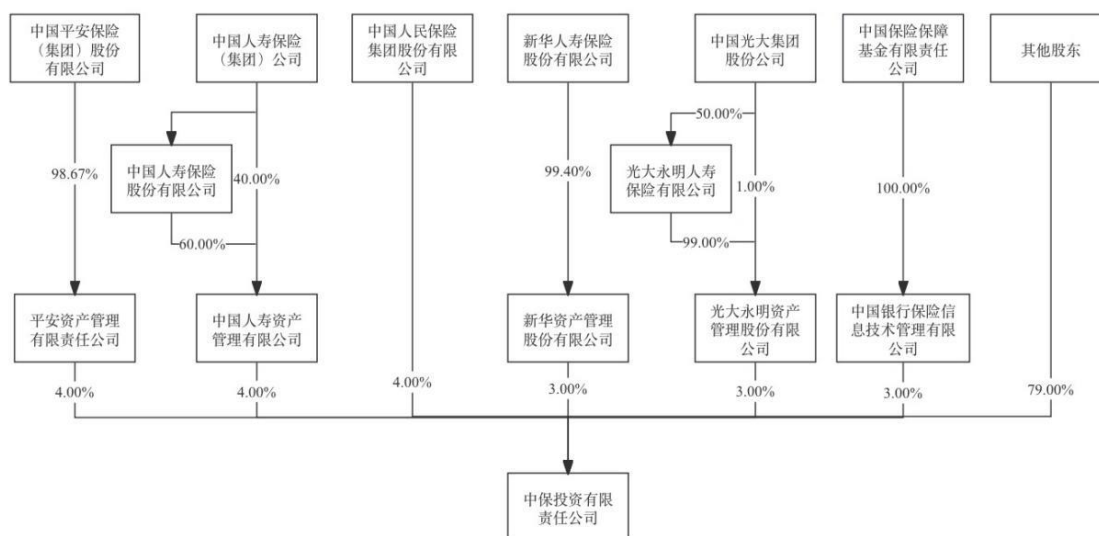 中国平安保险
（集团）股份
有限公司
中国人寿保险
（集团）公司
中国人民保险
集团股份有限
公司
新华人寿保险
股份有限公司
中国光大集团
股份公司
中国保险保障
基金有限责任
公司
其他股东
50.00%
98.67%
中国人寿保险
股份有限公司
40.00%
99.40%
光大永明人寿
保险有限公司
1.00%
100.00%
60.00%
99.00%
平安资产管理
有限责任公司
中国人寿资产
管理有限公司
新华资产管理
股份有限公司
光大永明资产
管理股份有限
公司
中国银行保险信
息技术管理有限
公司
4.00%
4.00%
4.00%
3.00%
3.00%
3.00%
79.00%
中保投资有限
责任公司